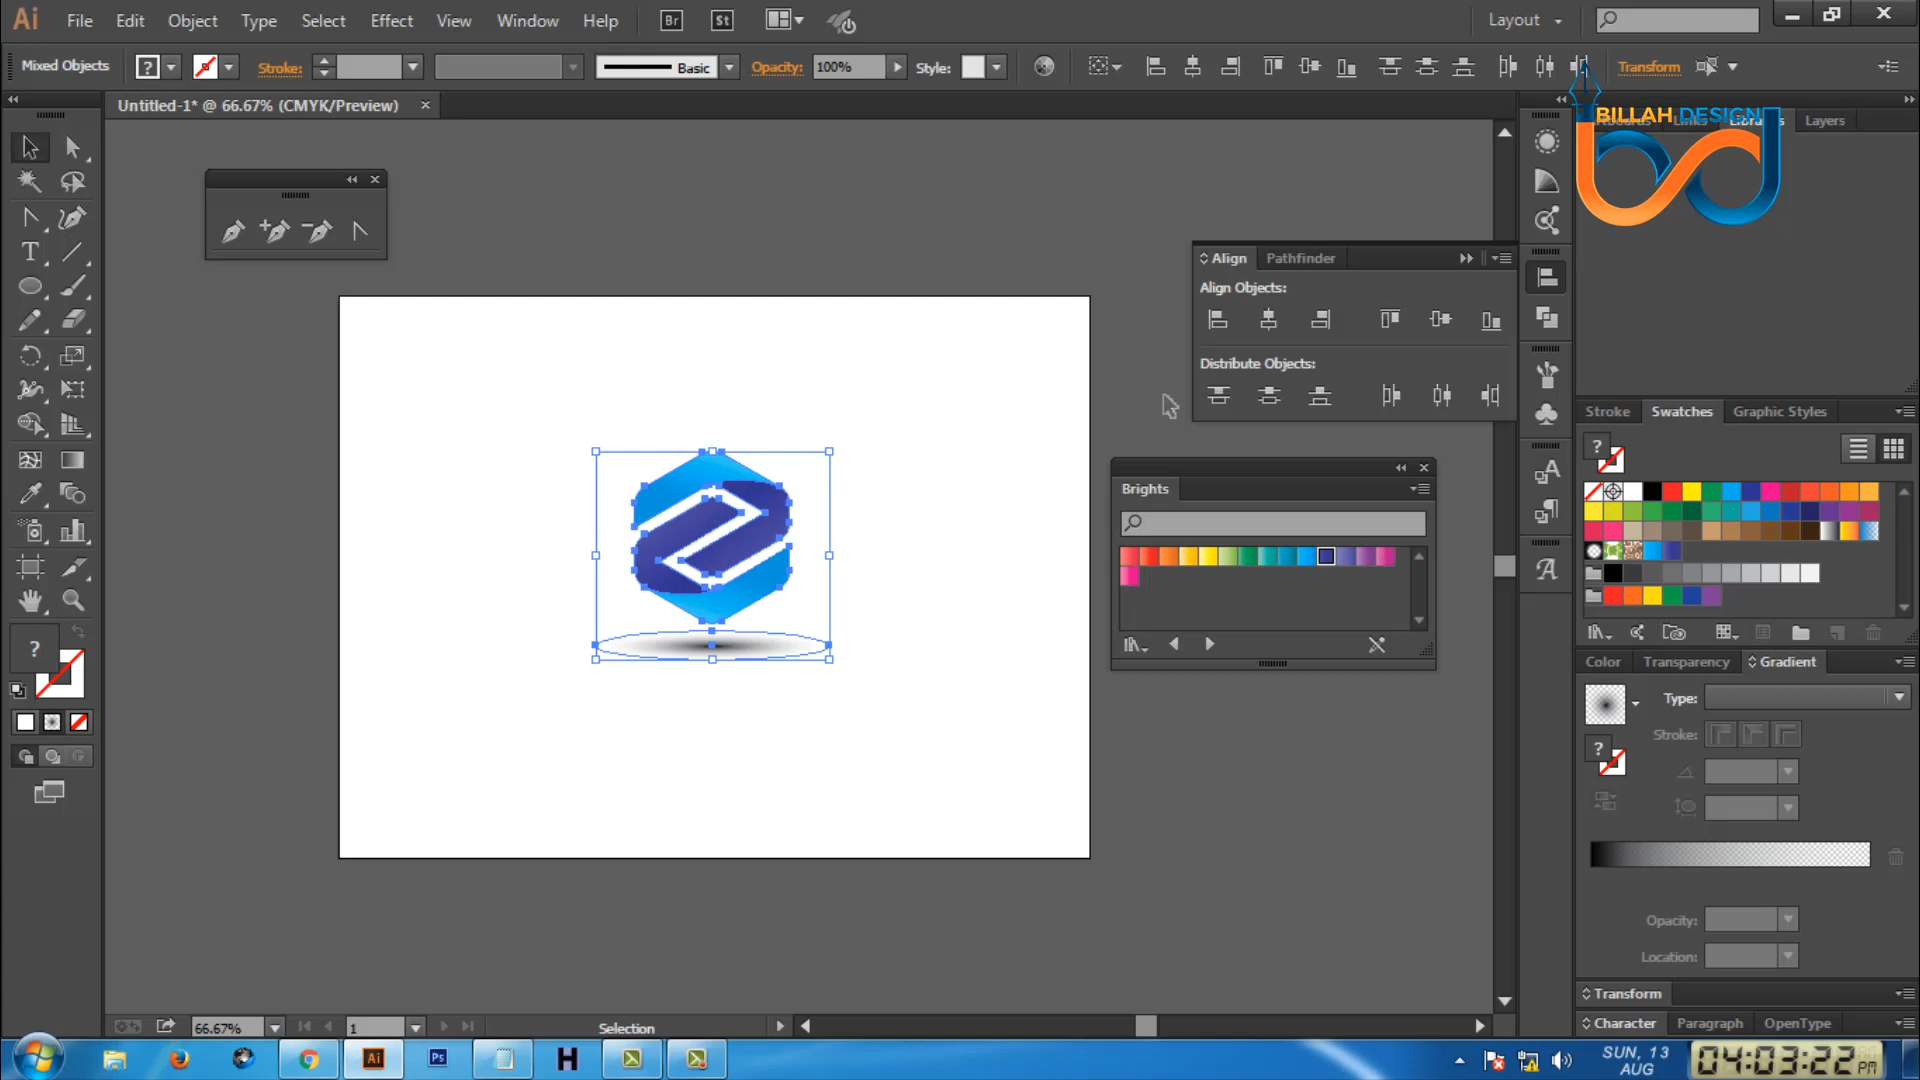 Ai File Edit Object Type Select Effect View Window Help Br St Layout
Mixed Objects ? Stroke: Basic Opacity: 100% Style: Transform
Untitled-1* @ 66.67% (CMYK/Preview) ×
BILLAH DESIGN
Layers
Align Pathfinder
Align Objects:
Distribute Objects:
Stroke Swatches Graphic Styles
Brights
Color Transparency Gradient
Type:
Stroke:
Opacity:
Location:
Transform
Character Paragraph OpenType
66.67% 1 Selection
Ai Ps H
SUN, 13
AUG
04:03:22 PM